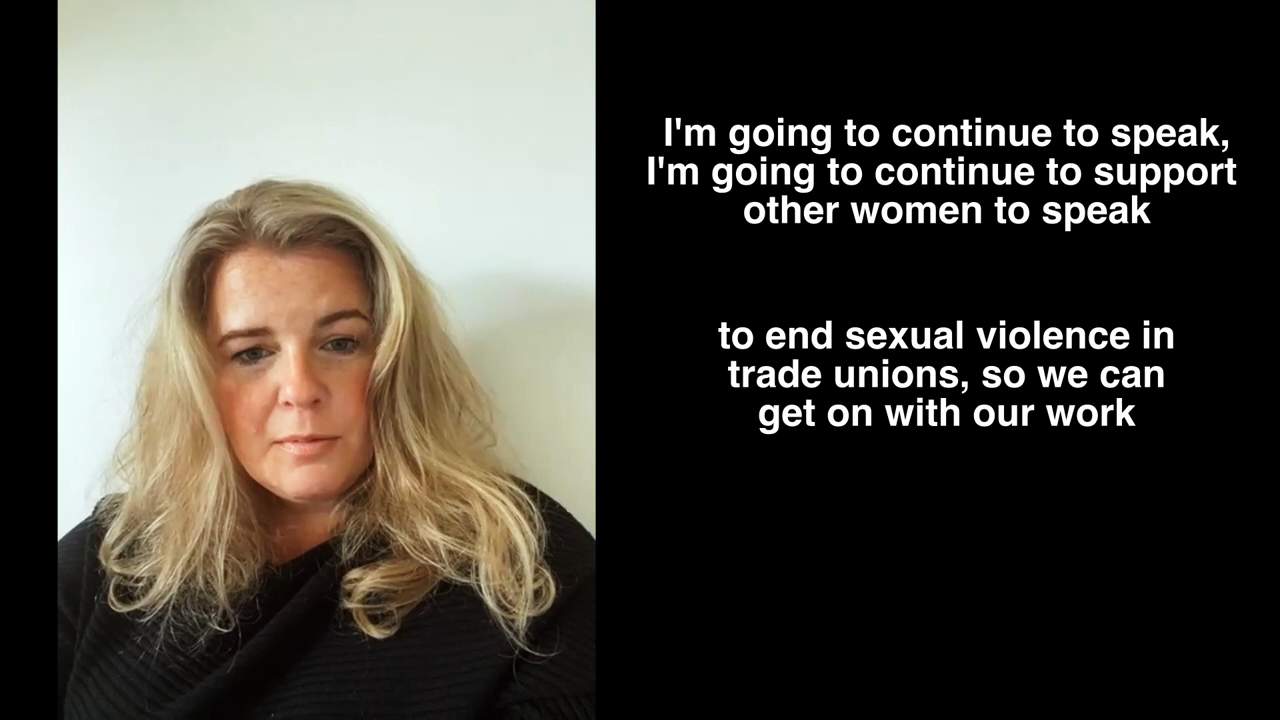 I'm going to continue to speak,
I'm going to continue to support
other women to speak
to end sexual violence in
trade unions, so we can
get on with our work